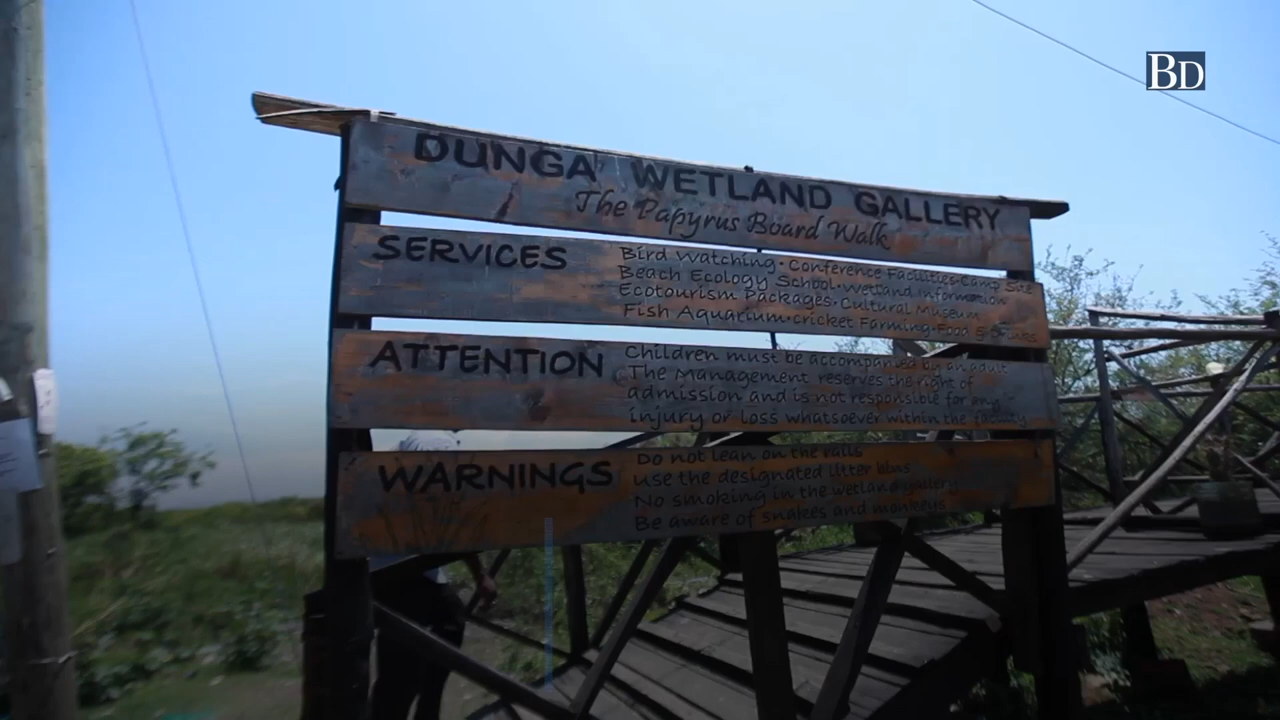 BD
DUNGA WETLAND GALLERY
The Papyrus Board Walk
SERVICES
Bird Watching • Conference Facilities • Camp Site
Beach Ecology School • Wetland Information
Ecotourism Packages • Cultural Museum
Fish Aquarium • cricket Farming • Food & Drinks
ATTENTION
Children must be accompanied by an adult
The Management reserves the right of
admission and is not responsible for any
injury or loss whatsoever within the facility
WARNINGS
Do not lean on the rails
Use the designated litter bins
No smoking in the wetland gallery
Be aware of snakes and monkeys